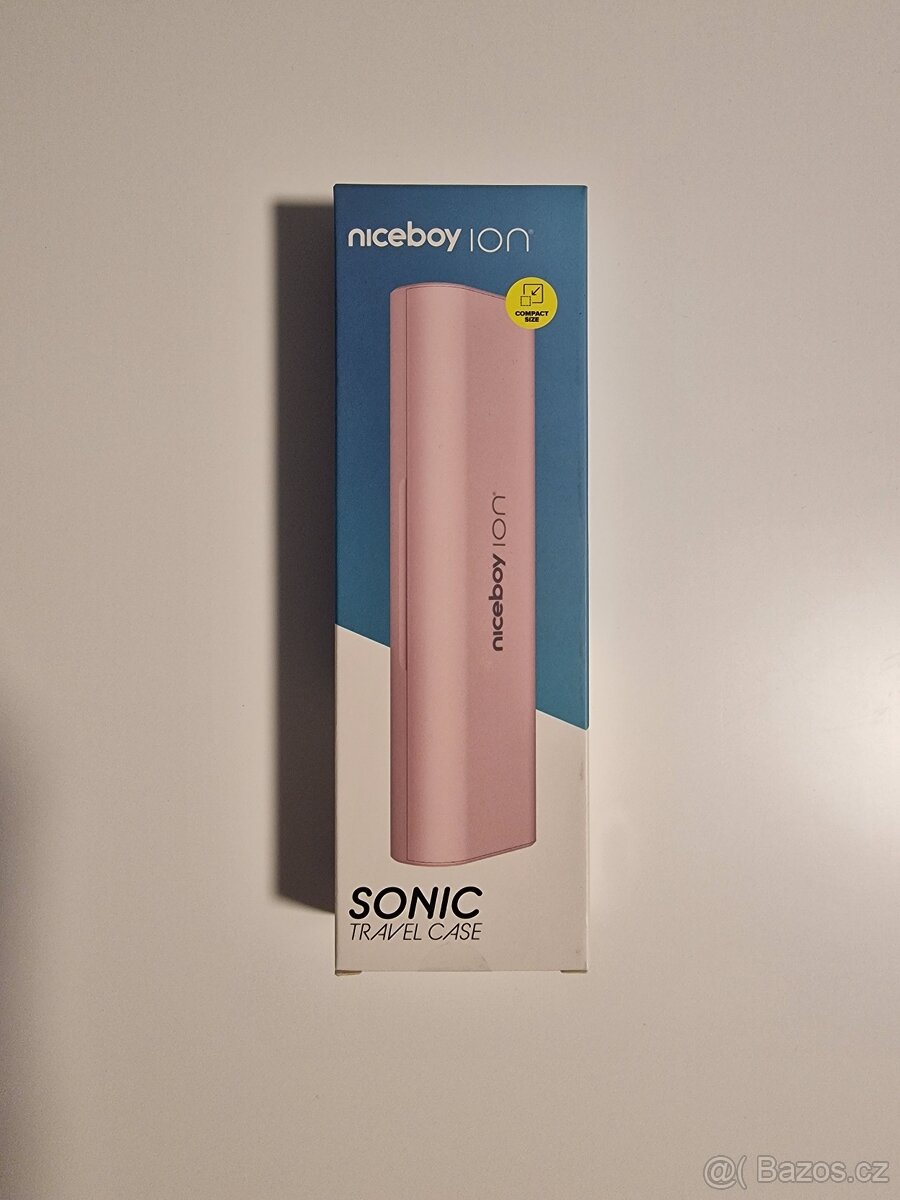 niceboy ION®
COMPACT
SIZE
niceboy ION®
SONIC
TRAVEL CASE
@( Bazos.cz